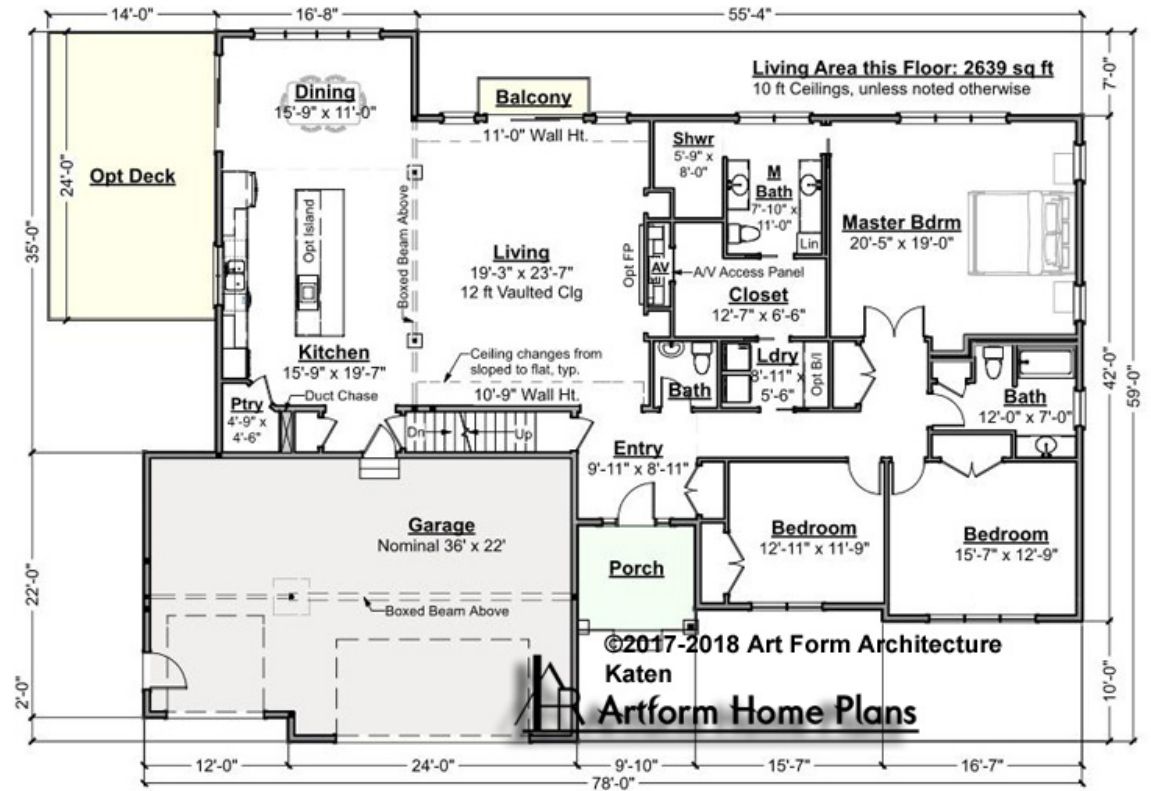 14'-0"
16'-8"
55'-4"
Living Area this Floor: 2639 sq ft
10 ft Ceilings, unless noted otherwise
7'-0"
Dining
15'-9" x 11'-0"
Balcony
11'-0" Wall Ht.
Opt Deck
24'-0"
35'-0"
Shwr
5'-9" x
8'-0"
M
Bath
7'-10" x
11'-0"
Lin
Master Bdrm
20'-5" x 19'-0"
Opt Island
Boxed Beam Above
Living
19'-3" x 23'-7"
12 ft Vaulted Clg
Opt FP
AV
A/V Access Panel
Closet
12'-7" x 6'-6"
Kitchen
15'-9" x 19'-7"
Ceiling changes from
sloped to flat, typ.
10'-9" Wall Ht.
Bath
Ldry
8'-11" x
5'-6"
Opt B/I
Bath
12'-0" x 7'-0"
42'-0"
59'-0"
Ptry
4'-9" x
4'-6"
Duct Chase
Dn
Up
Entry
9'-11" x 8'-11"
Garage
Nominal 36' x 22'
Boxed Beam Above
22'-0"
2'-0"
Porch
Bedroom
12'-11" x 11'-9"
Bedroom
15'-7" x 12'-9"
10'-0"
©2017-2018 Art Form Architecture
Katen
Artform Home Plans
12'-0"
24'-0"
9'-10"
15'-7"
16'-7"
78'-0"